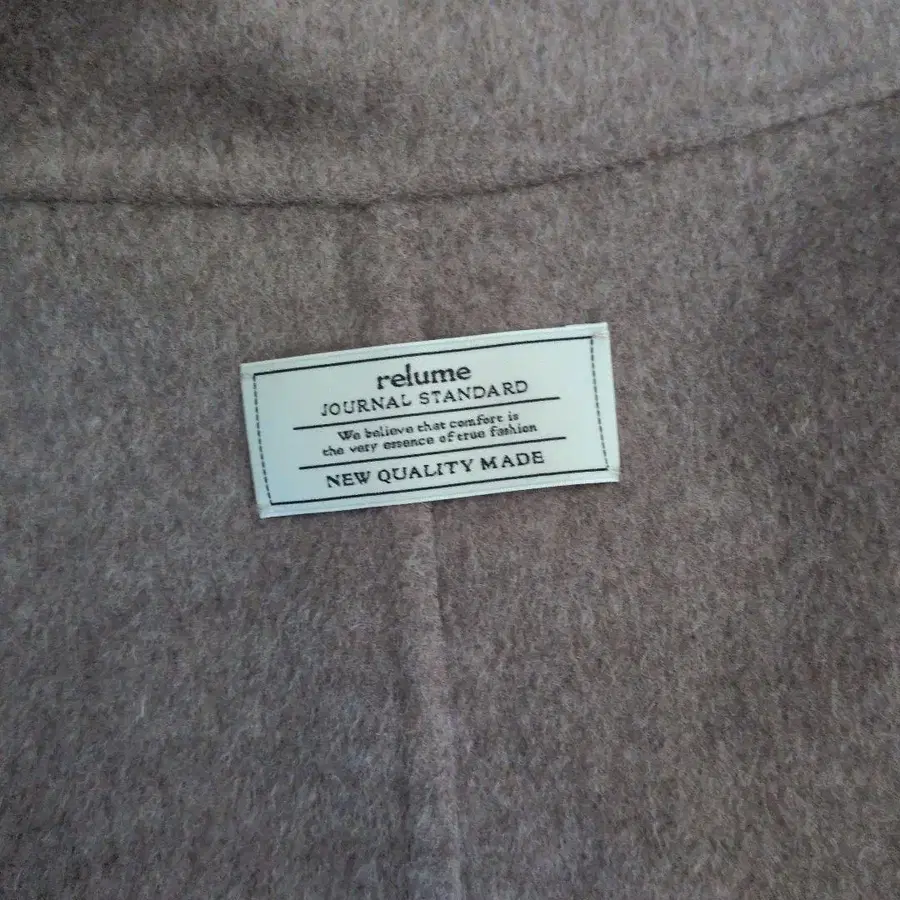 relume
JOURNAL STANDARD
We believe that comfort is
the very essence of true fashion
NEW QUALITY MADE